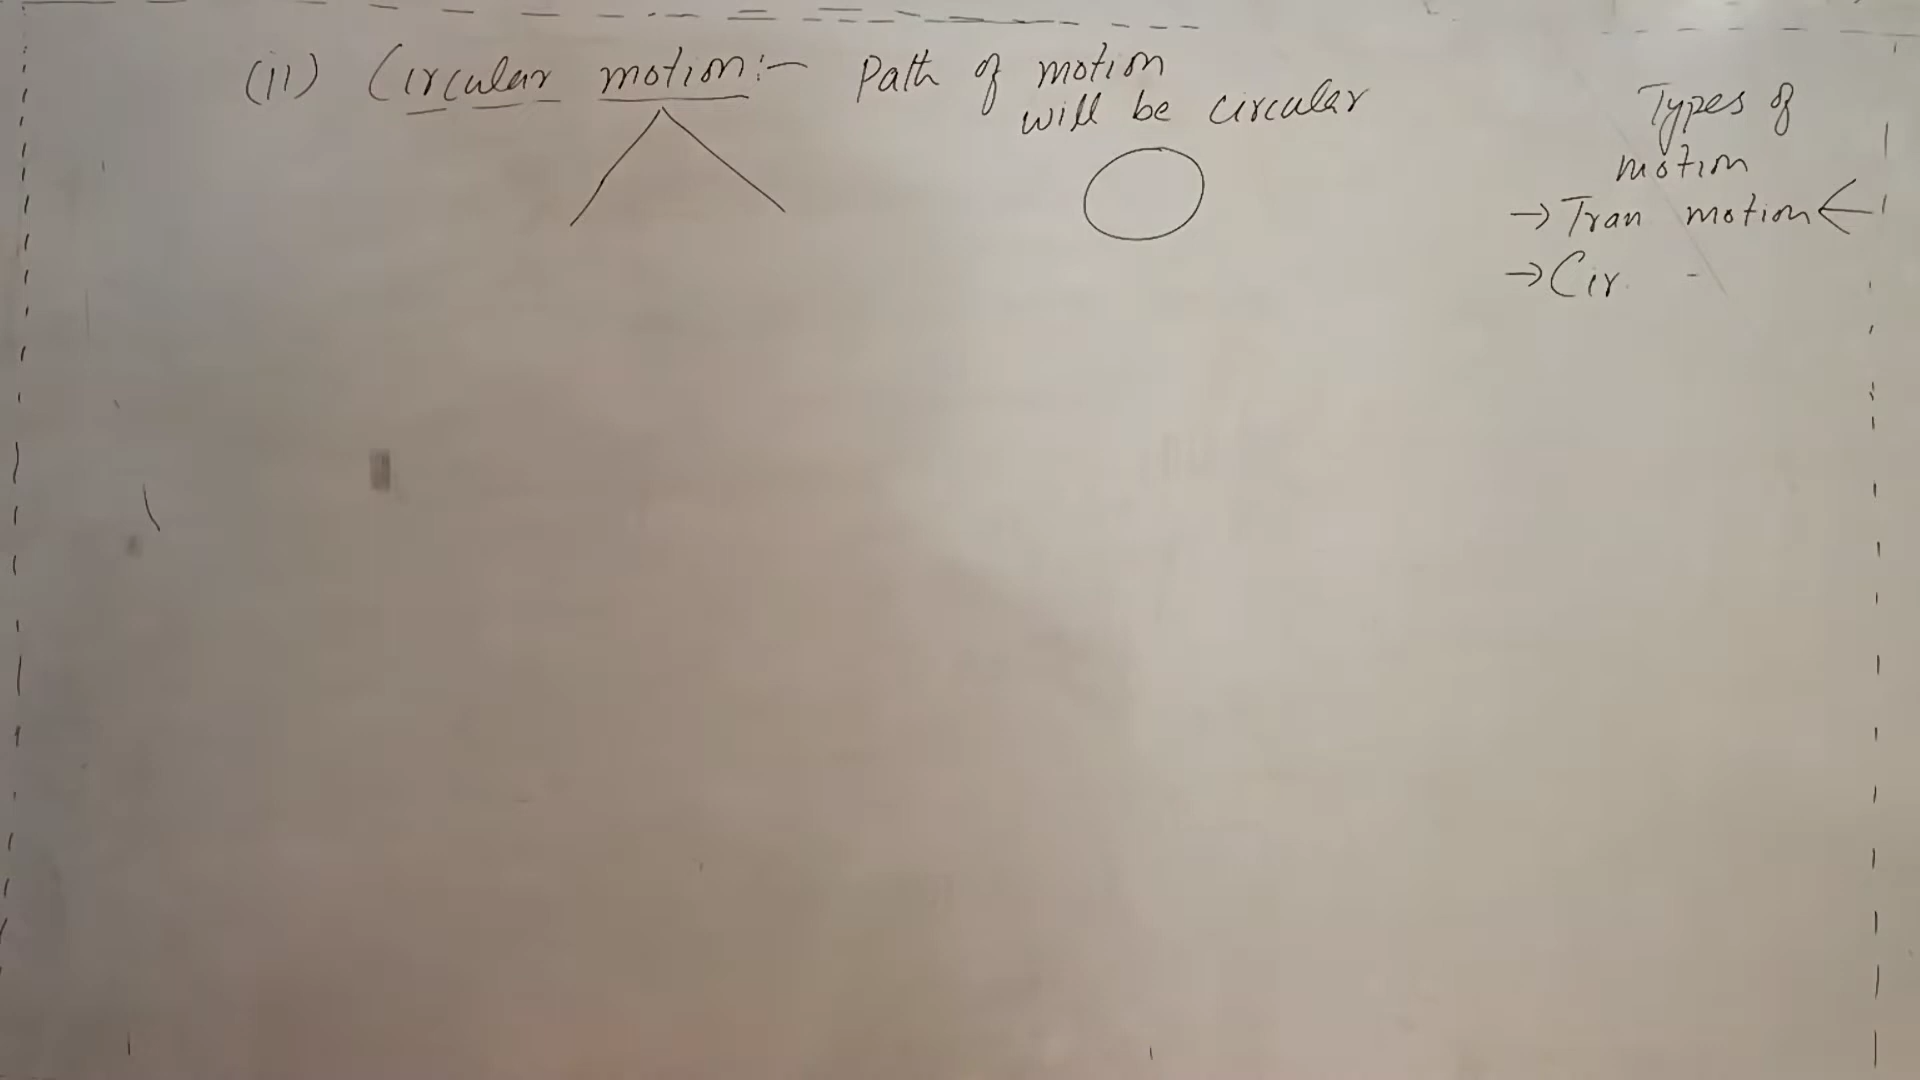 (ii) Circular motion:- Path of motion
will be circular
Types of
motion
→ Tran motion ←
→ Cir. -